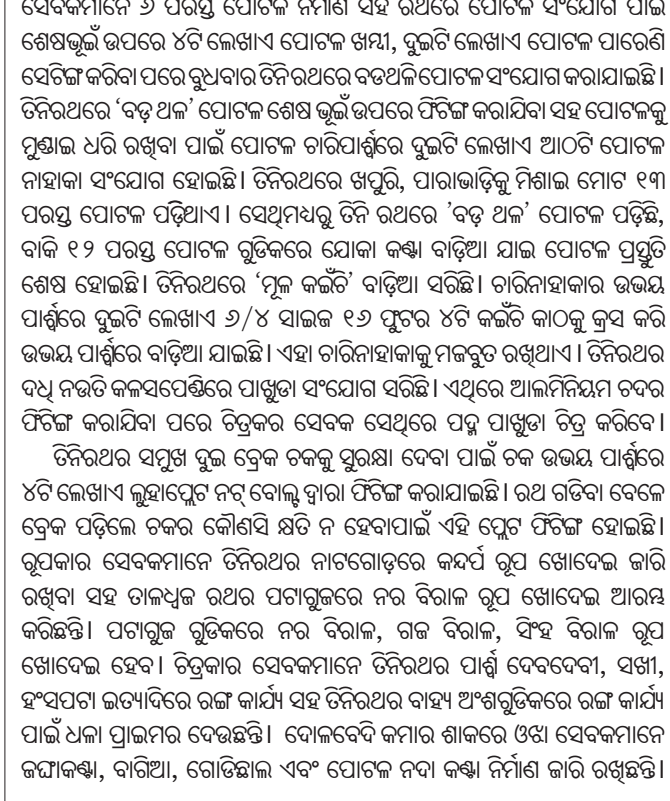 ସେବକମାନେ ୬ ପରସ୍ତ ପୋଟଳ ନିର୍ମାଣ ସହ ରଥରେ ପୋଟଳ ସଂଯୋଗ ପାଇଁ
ଶେଷଭୂଇଁ ଉପରେ ୪ଟି ଲେଖାଏ ପୋଟଳ ଖମ୍ବା, ଦୁଇଟି ଲେଖାଏ ପୋଟଳ ପାରେଣି
ସେଟିଙ୍ଗ କରିବା ପରେ ବୁଧବାର ତିନିରଥରେ ବଡଥଳି ପୋଟଳ ସଂଯୋଗ କରାଯାଇଛି।
ତିନିରଥରେ ‘ବଡ଼ ଥଳ’ ପୋଟଳ ଶେଷ ଭୂଇଁ ଉପରେ ଫିଟିଙ୍ଗ କରାଯିବା ସହ ପୋଟଳକୁ
ମୁଣ୍ଡାଇ ଧରି ରଖିବା ପାଇଁ ପୋଟଳ ଚାରିପାର୍ଶ୍ବରେ ଦୁଇଟି ଲେଖାଏ ଆଠଟି ପୋଟଳ
ନାହାକା ସଂଯୋଗ ହୋଇଛି। ତିନିରଥରେ ଖପୁରି, ପାରାଭାଡ଼ିକୁ ମିଶାଇ ମୋଟ ୧୩
ପରସ୍ତ ପୋଟଳ ପଡ଼ିଥାଏ। ସେଥିମଧ୍ୟରୁ ତିନି ରଥରେ ’ବଡ଼ ଥଳ’ ପୋଟଳ ପଡ଼ିଛି,
ବାକି ୧୨ ପରସ୍ତ ପୋଟଳ ଗୁଡିକରେ ଯୋକା କଣ୍ଟା ବାଡ଼ିଆ ଯାଇ ପୋଟଳ ପ୍ରସ୍ତୁତି
ଶେଷ ହୋଇଛି। ତିନିରଥରେ ‘ମୂଳ କଇଁଚି’ ବାଡ଼ିଆ ସରିଛି। ଚାରିନାହାକାର ଉଭୟ
ପାର୍ଶ୍ବରେ ଦୁଇଟି ଲେଖାଏ ୬/୪ ସାଇଜ ୧୬ ଫୁଟର ୪ଟି କଇଁଚି କାଠକୁ କ୍ରସ କରି
ଉଭୟ ପାର୍ଶ୍ବରେ ବାଡ଼ିଆ ଯାଇଛି। ଏହା ଚାରିନାହାକାକୁ ମଜବୁତ ରଖିଥାଏ। ତିନିରଥର
ଦଧି ନଉତି କଳସପେଣ୍ଡିରେ ପାଖୁଡା ସଂଯୋଗ ସରିଛି। ଏଥିରେ ଆଲମିନିୟମ ଚଦର
ଫିଟିଙ୍ଗ କରାଯିବା ପରେ ଚିତ୍ରକର ସେବକ ସେଥିରେ ପଦ୍ମ ପାଖୁଡା ଚିତ୍ର କରିବେ।
ତିନିରଥର ସମୁଖ ଦୁଇ ବ୍ରେକ ଚକକୁ ସୁରକ୍ଷା ଦେବା ପାଇଁ ଚକ ଉଭୟ ପାର୍ଶ୍ବରେ
୪ଟି ଲେଖାଏ ଲୁହାପ୍ଲେଟ ନଟ୍ ବୋଲ୍ଟ ଦ୍ବାରା ଫିଟିଙ୍ଗ କରାଯାଇଛି। ରଥ ଗଡିବା ବେଳେ
ବ୍ରେକ ପଡ଼ିଲେ ଚକର କୌଣସି କ୍ଷତି ନ ହେବାପାଇଁ ଏହି ପ୍ଲେଟ ଫିଟିଙ୍ଗ ହୋଇଛି।
ରୂପକାର ସେବକମାନେ ତିନିରଥର ନାଟଗୋଡ଼ରେ କନ୍ଦର୍ପ ରୂପ ଖୋଦେଇ ଜାରି
ରଖିବା ସହ ତାଳଧ୍ବଜ ରଥର ପଟାଗୁଜରେ ନର ବିରାଳ ରୂପ ଖୋଦେଇ ଆରମ୍ଭ
କରିଛନ୍ତି। ପଟାଗୁଜ ଗୁଡିକରେ ନର ବିରାଳ, ଗଜ ବିରାଳ, ସିଂହ ବିରାଳ ରୂପ
ଖୋଦେଇ ହେବ। ଚିତ୍ରକାର ସେବକମାନେ ତିନିରଥର ପାର୍ଶ୍ବ ଦେବଦେବୀ, ସଖୀ,
ହଂସପଟା ଇତ୍ୟାଦିରେ ରଙ୍ଗ କାର୍ଯ୍ୟ ସହ ତିନିରଥର ବାହ୍ୟ ଅଂଶଗୁଡିକରେ ରଙ୍ଗ କାର୍ଯ୍ୟ
ପାଇଁ ଧଳା ପ୍ରାଇମର ଦେଉଛନ୍ତି। ଦୋଳବେଦି କମାର ଶାଳରେ ଓଝା ସେବକମାନେ
ଜଙ୍ଘାକଣ୍ଟା, ବାଗିଆ, ଗୋଡିଛାଲ ଏବଂ ପୋଟଳ ନଦା କଣ୍ଟା ନିର୍ମାଣ ଜାରି ରଖିଛନ୍ତି।